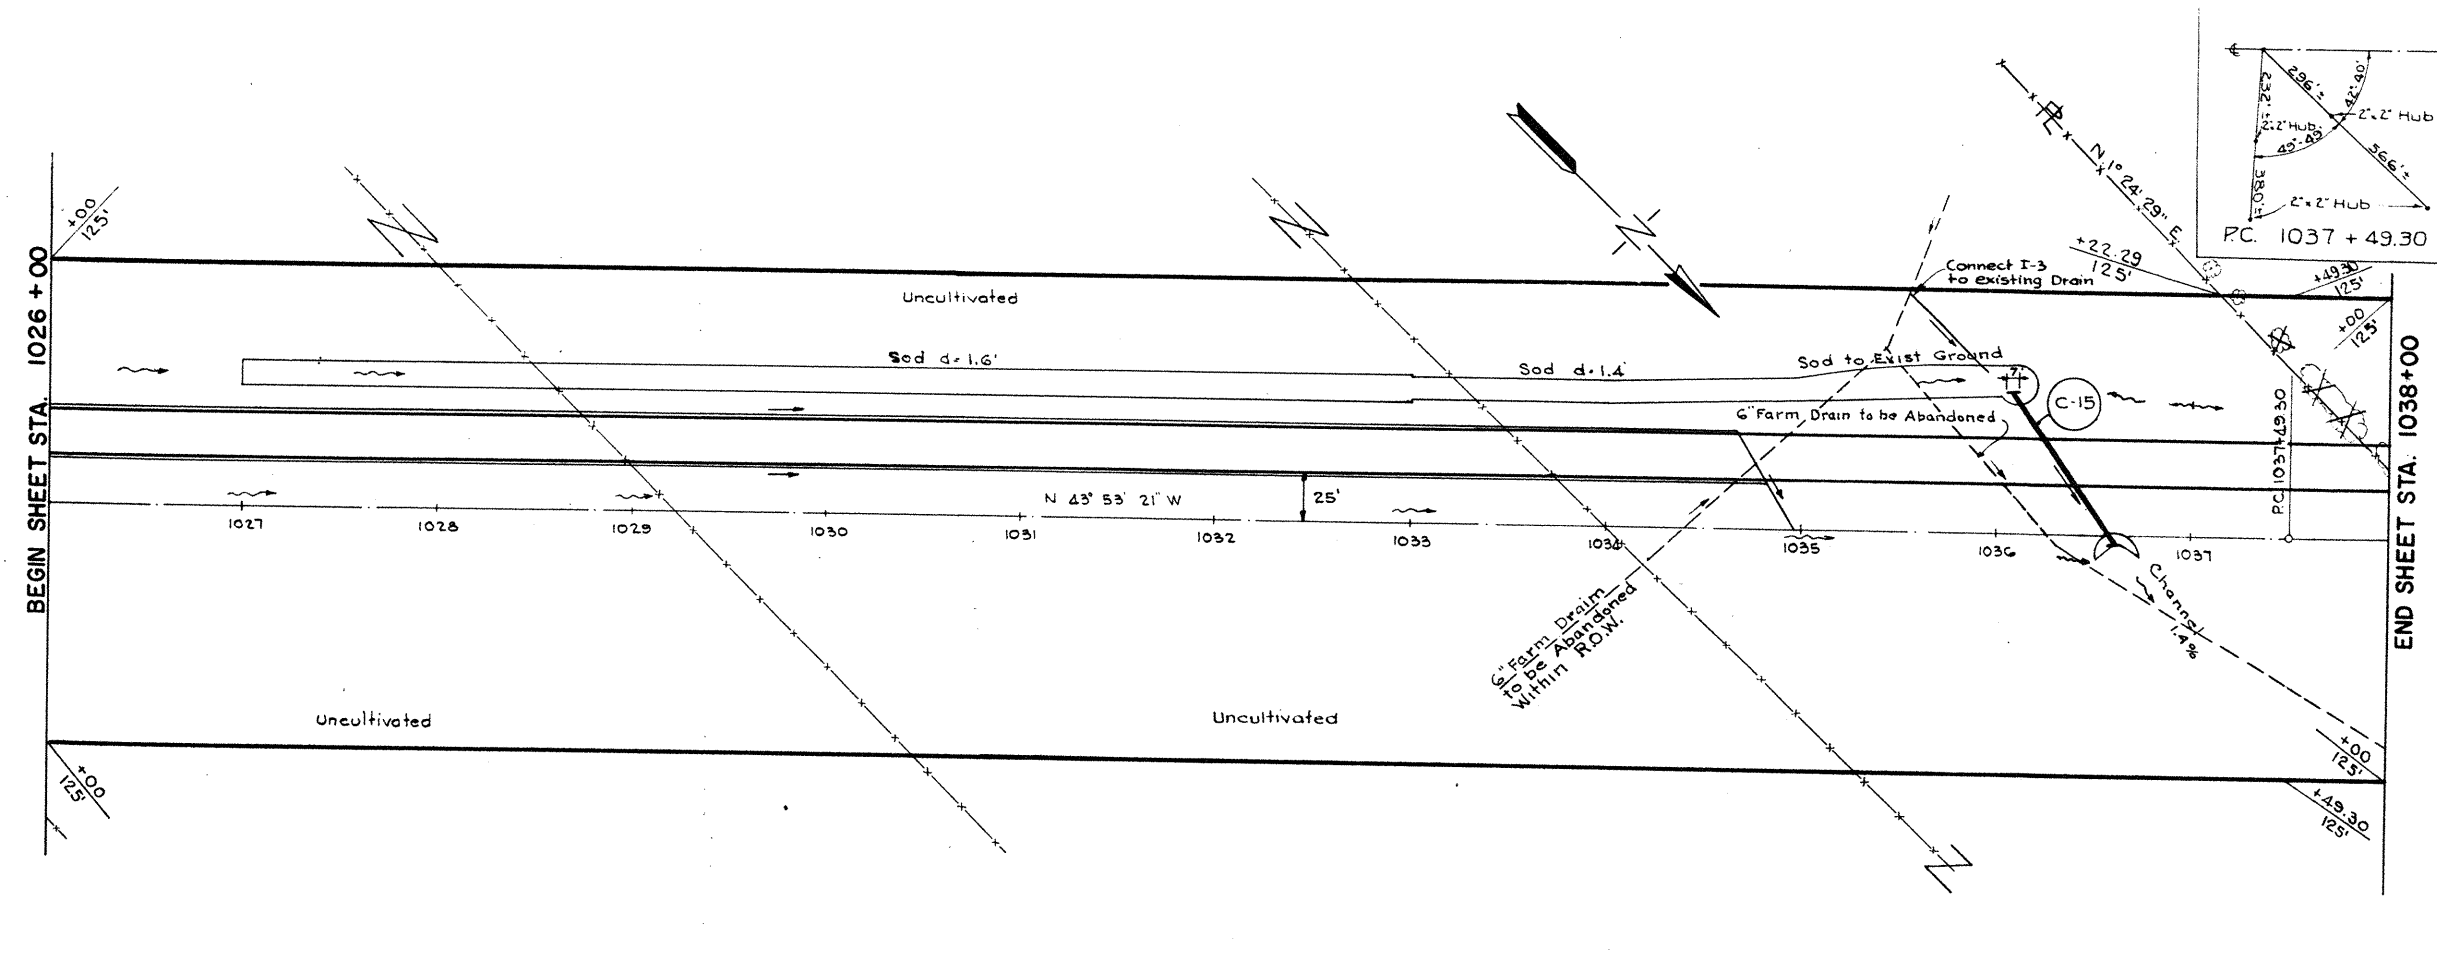 BEGIN SHEET STA. 1026 + 00
+00
125'
Uncultivated
Sod d= 1.6'
Sod d= 1.4'
Sod to Exist Ground
Connect I-3
to existing Drain
N 1° 24' 29" E
+22.29
125'
+49.30
125'
+00
125'
℄
296'±
42° 40'
232'±
2"x2" Hub
2"x2" Hub
49°-49'
566'±
380'±
2"x2" Hub
P.C. 1037 + 49.30
6" Farm Drain to be Abandoned
7
C-15
P.C. 1037+49.30
N 43° 53' 21" W
25'
1027
1028
1029
1030
1031
1032
1033
1034
1035
1036
1037
6" Farm Draim
to be Abandoned
Within R.O.W.
Channel
1.4%
Uncultivated
Uncultivated
+00
125'
+00
125'
+49.30
125'
END SHEET STA. 1038+00